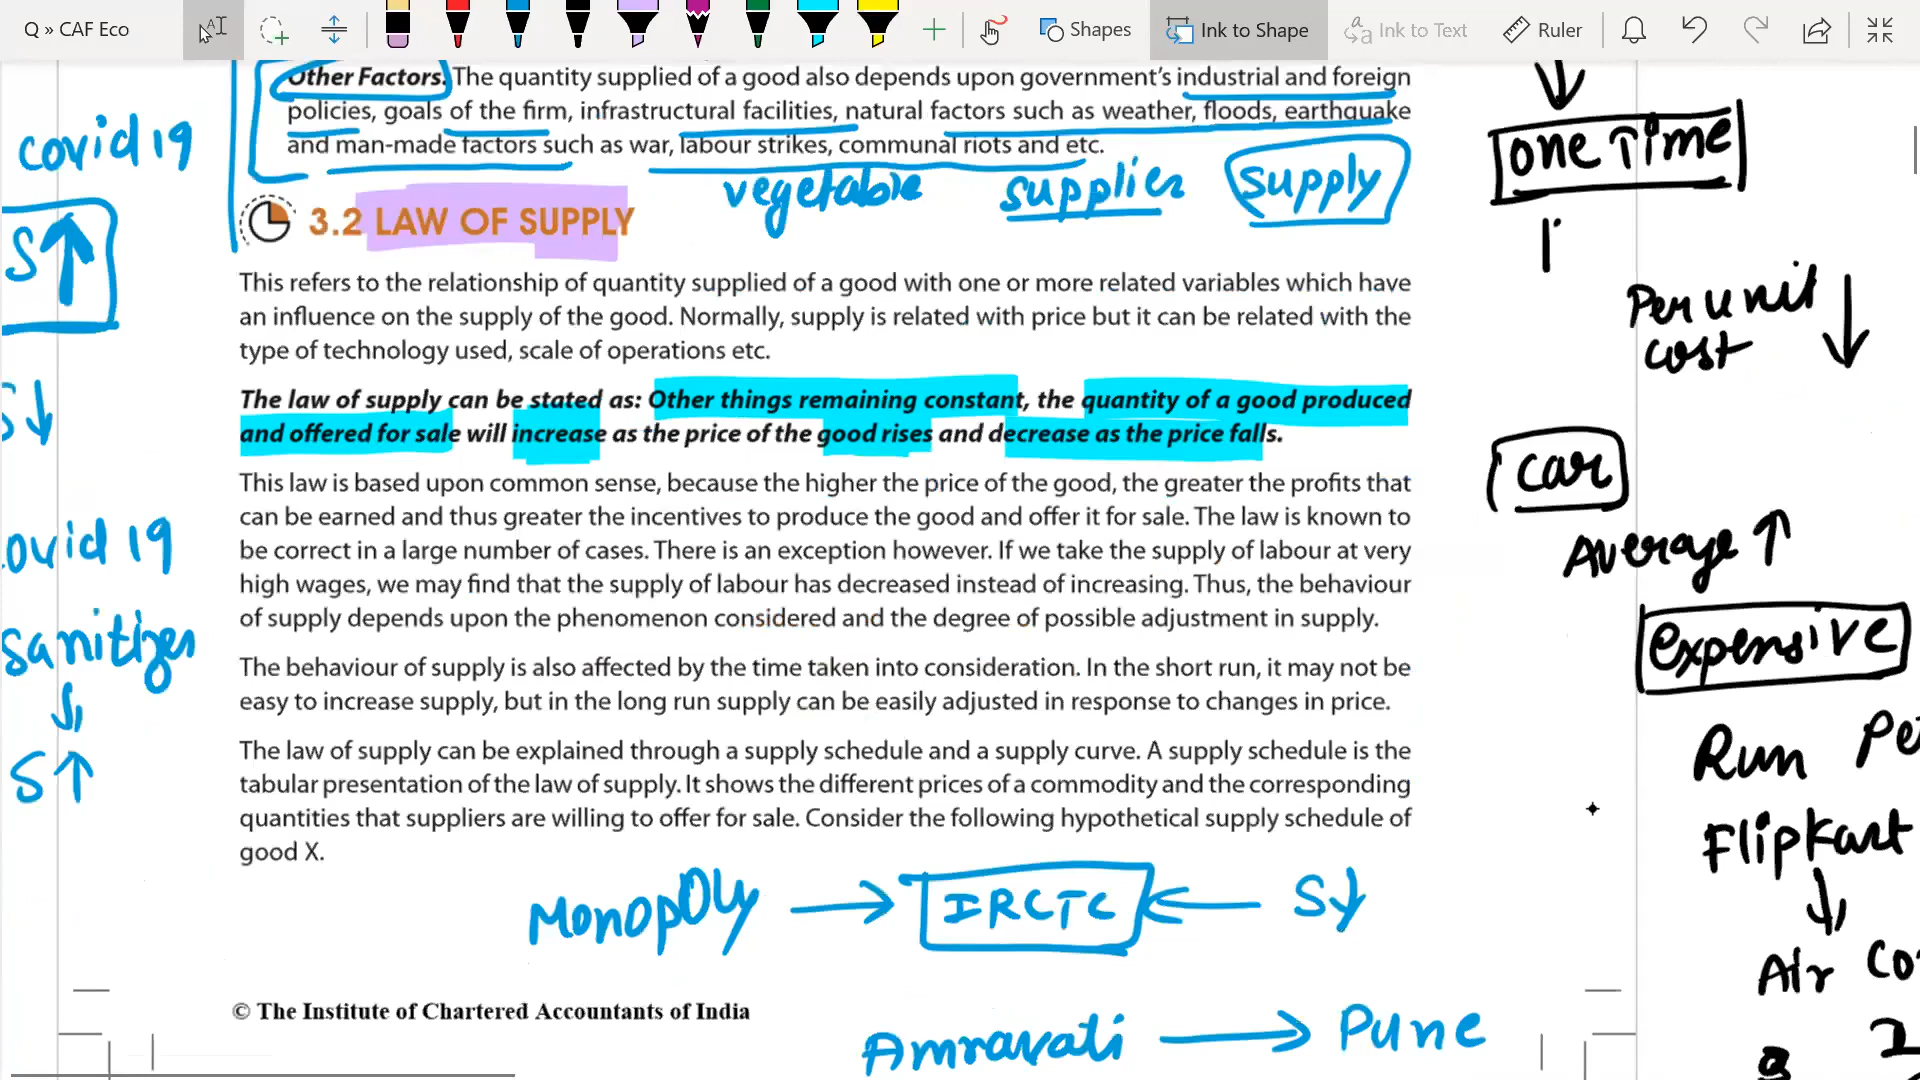 Q » CAF Eco
Shapes
Ink to Shape
Ink to Text
Ruler
Other Factors. The quantity supplied of a good also depends upon government's industrial and foreign
policies, goals of the firm, infrastructural facilities, natural factors such as weather, floods, earthquake
and man-made factors such as war, labour strikes, communal riots and etc.
vegetable supplier supply
3.2 LAW OF SUPPLY
This refers to the relationship of quantity supplied of a good with one or more related variables which have
an influence on the supply of the good. Normally, supply is related with price but it can be related with the
type of technology used, scale of operations etc.
The law of supply can be stated as: Other things remaining constant, the quantity of a good produced
and offered for sale will increase as the price of the good rises and decrease as the price falls.
This law is based upon common sense, because the higher the price of the good, the greater the profits that
can be earned and thus greater the incentives to produce the good and offer it for sale. The law is known to
be correct in a large number of cases. There is an exception however. If we take the supply of labour at very
high wages, we may find that the supply of labour has decreased instead of increasing. Thus, the behaviour
of supply depends upon the phenomenon considered and the degree of possible adjustment in supply.
The behaviour of supply is also affected by the time taken into consideration. In the short run, it may not be
easy to increase supply, but in the long run supply can be easily adjusted in response to changes in price.
The law of supply can be explained through a supply schedule and a supply curve. A supply schedule is the
tabular presentation of the law of supply. It shows the different prices of a commodity and the corresponding
quantities that suppliers are willing to offer for sale. Consider the following hypothetical supply schedule of
good X.
Monopoly → IRCTC ← S↓
© The Institute of Chartered Accountants of India
Amravati → Pune
covid 19
S↑
S↓
ovid 19
sanitizer
↓
S↑
↓
one Time
Per unit ↓
cost
car
Average ↑
expensive
Run
Flipkart
↓
Air